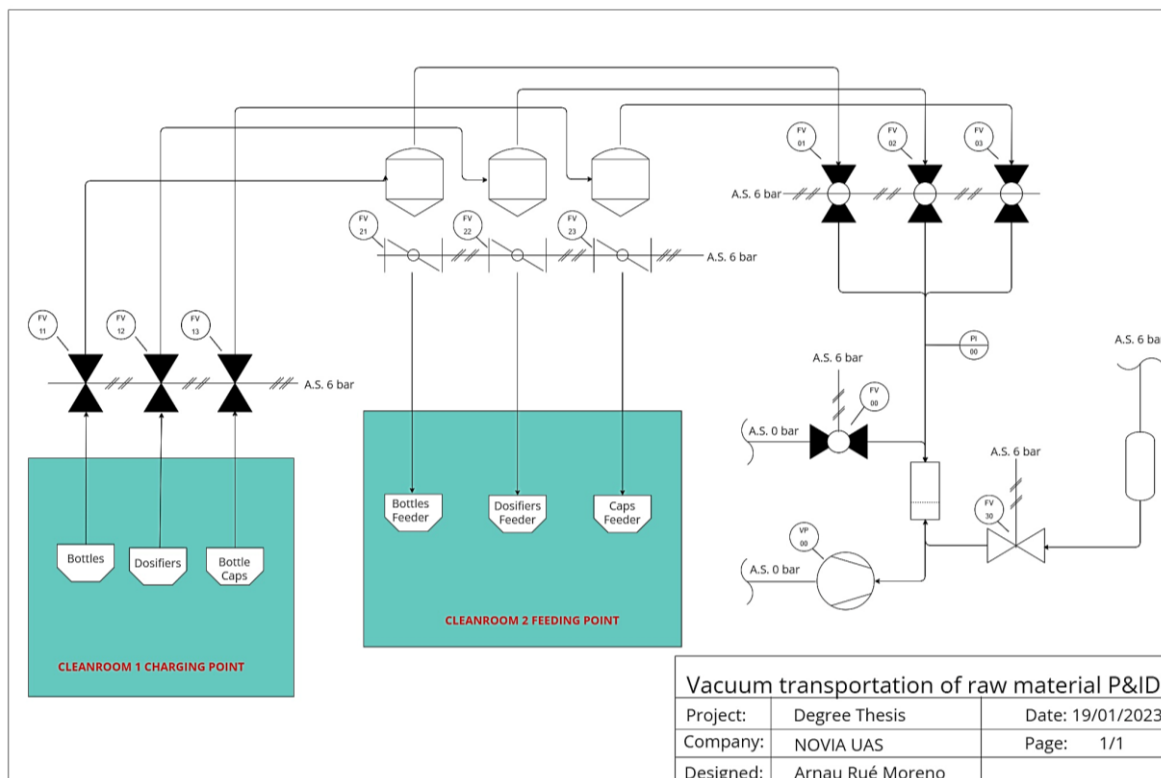 FV
01
FV
02
FV
03
A.S. 6 bar
FV
21
FV
22
FV
23
A.S. 6 bar
FV
11
FV
12
FV
13
A.S. 6 bar
PI
00
A.S. 6 bar
A.S. 6 bar
FV
00
A.S. 0 bar
A.S. 6 bar
FV
30
VP
00
A.S. 0 bar
Bottles
Feeder
Dosifiers
Feeder
Caps
Feeder
Bottles
Dosifiers
Bottle
Caps
CLEANROOM 2 FEEDING POINT
CLEANROOM 1 CHARGING POINT
Vacuum transportation of raw material P&ID
Project: Degree Thesis Date: 19/01/2023
Company: NOVIA UAS Page: 1/1
Designed: Arnau Rué Moreno